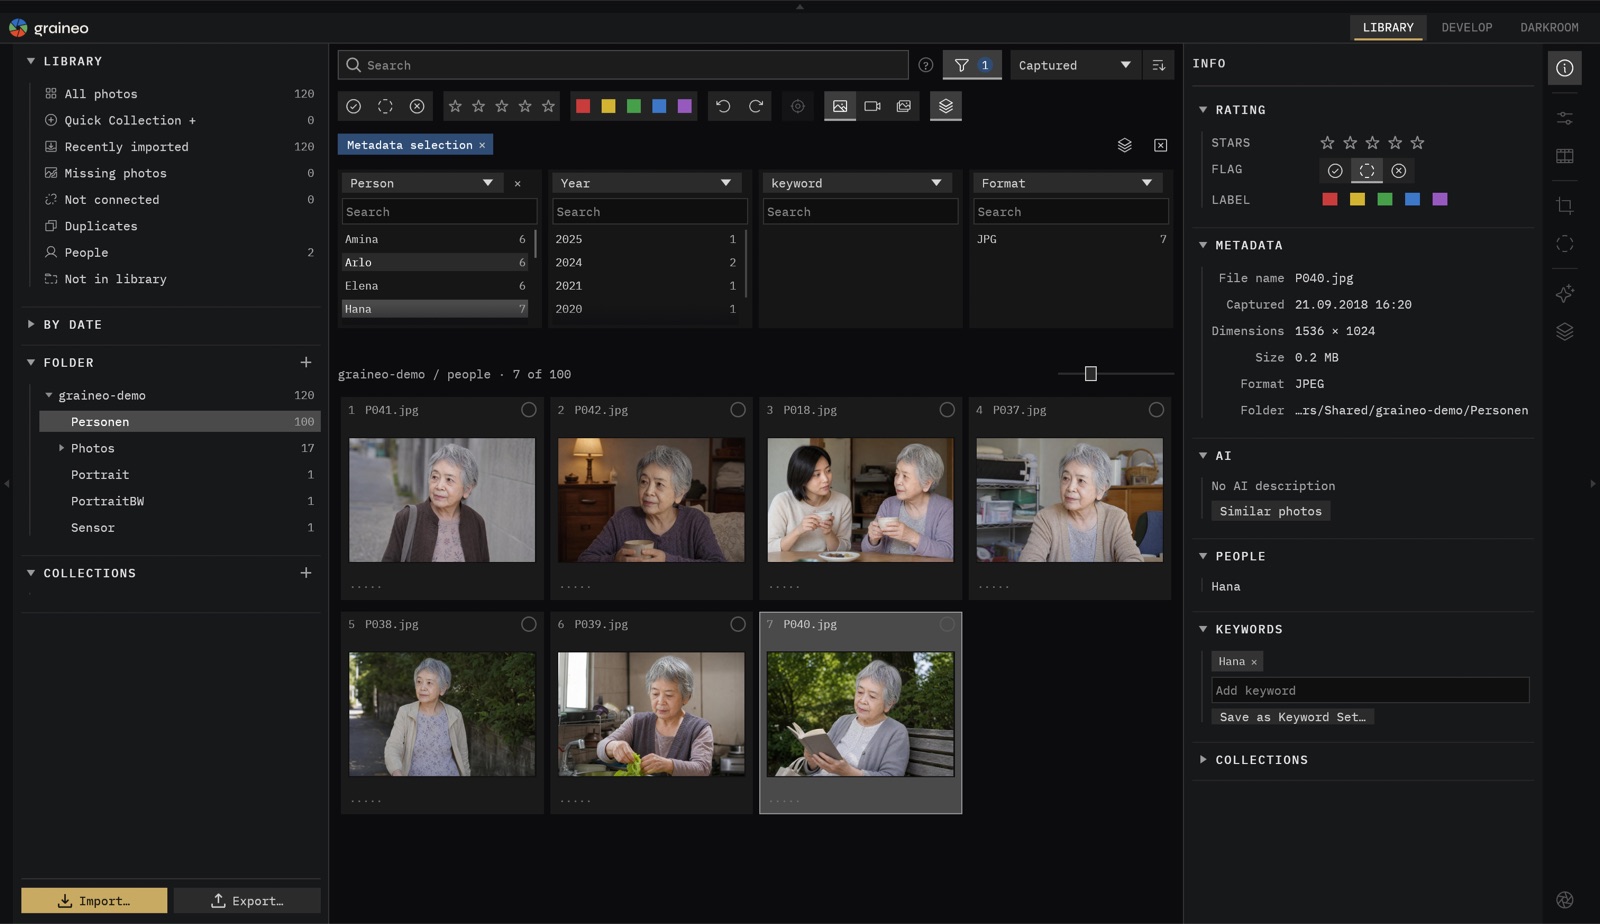 graineo
LIBRARY
DEVELOP
DARKROOM
LIBRARY
All photos 120
Quick Collection + 0
Recently imported 120
Missing photos 0
Not connected 0
Duplicates
People 2
Not in library
BY DATE
FOLDER +
graineo-demo 120
Personen 100
Photos 17
Portrait 1
PortraitBW 1
Sensor 1
COLLECTIONS +
Import…
Export…
Search
?
1
Captured
Metadata selection ×
Person ×
Search
Amina 6
Arlo 6
Elena 6
Hana 7
Year
Search
2025 1
2024 2
2021 1
2020 1
keyword
Search
Format
Search
JPG 7
graineo-demo / people · 7 of 100
1 P041.jpg
2 P042.jpg
3 P018.jpg
4 P037.jpg
.....
.....
.....
.....
5 P038.jpg
6 P039.jpg
7 P040.jpg
.....
.....
.....
INFO
RATING
STARS
FLAG
LABEL
METADATA
File name P040.jpg
Captured 21.09.2018 16:20
Dimensions 1536 × 1024
Size 0.2 MB
Format JPEG
Folder …rs/Shared/graineo-demo/Personen
AI
No AI description
Similar photos
PEOPLE
Hana
KEYWORDS
Hana ×
Add keyword
Save as Keyword Set…
COLLECTIONS